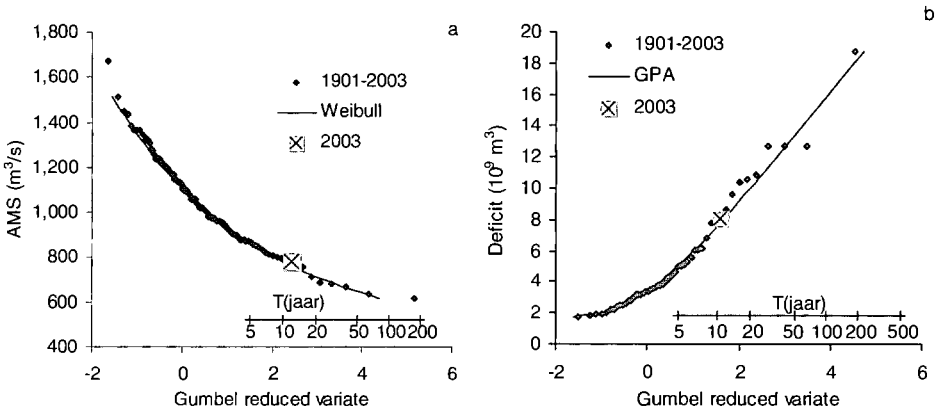 a
1,800
1,600
1,400
1,200
1,000
800
600
400
AMS (m³/s)
1901-2003
Weibull
2003
T(jaar)
5 10 20 50 100 200
-2 0 2 4 6
Gumbel reduced variate
b
20
18
16
14
12
10
8
6
4
2
0
Deficit (10⁹ m³)
1901-2003
GPA
2003
T(jaar)
5 10 20 50 100 200 500
-2 0 2 4 6
Gumbel reduced variate